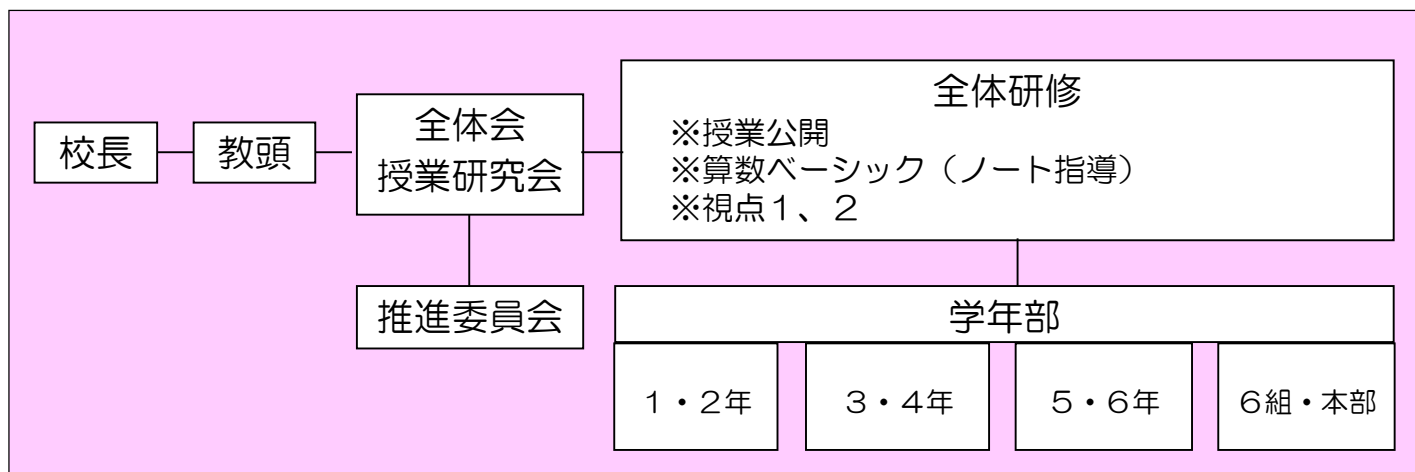 校長
教頭
全体会
授業研究会
全体研修
※授業公開
※算数ベーシック（ノート指導）
※視点１、２
推進委員会
学年部
１・２年
３・４年
５・６年
６組・本部